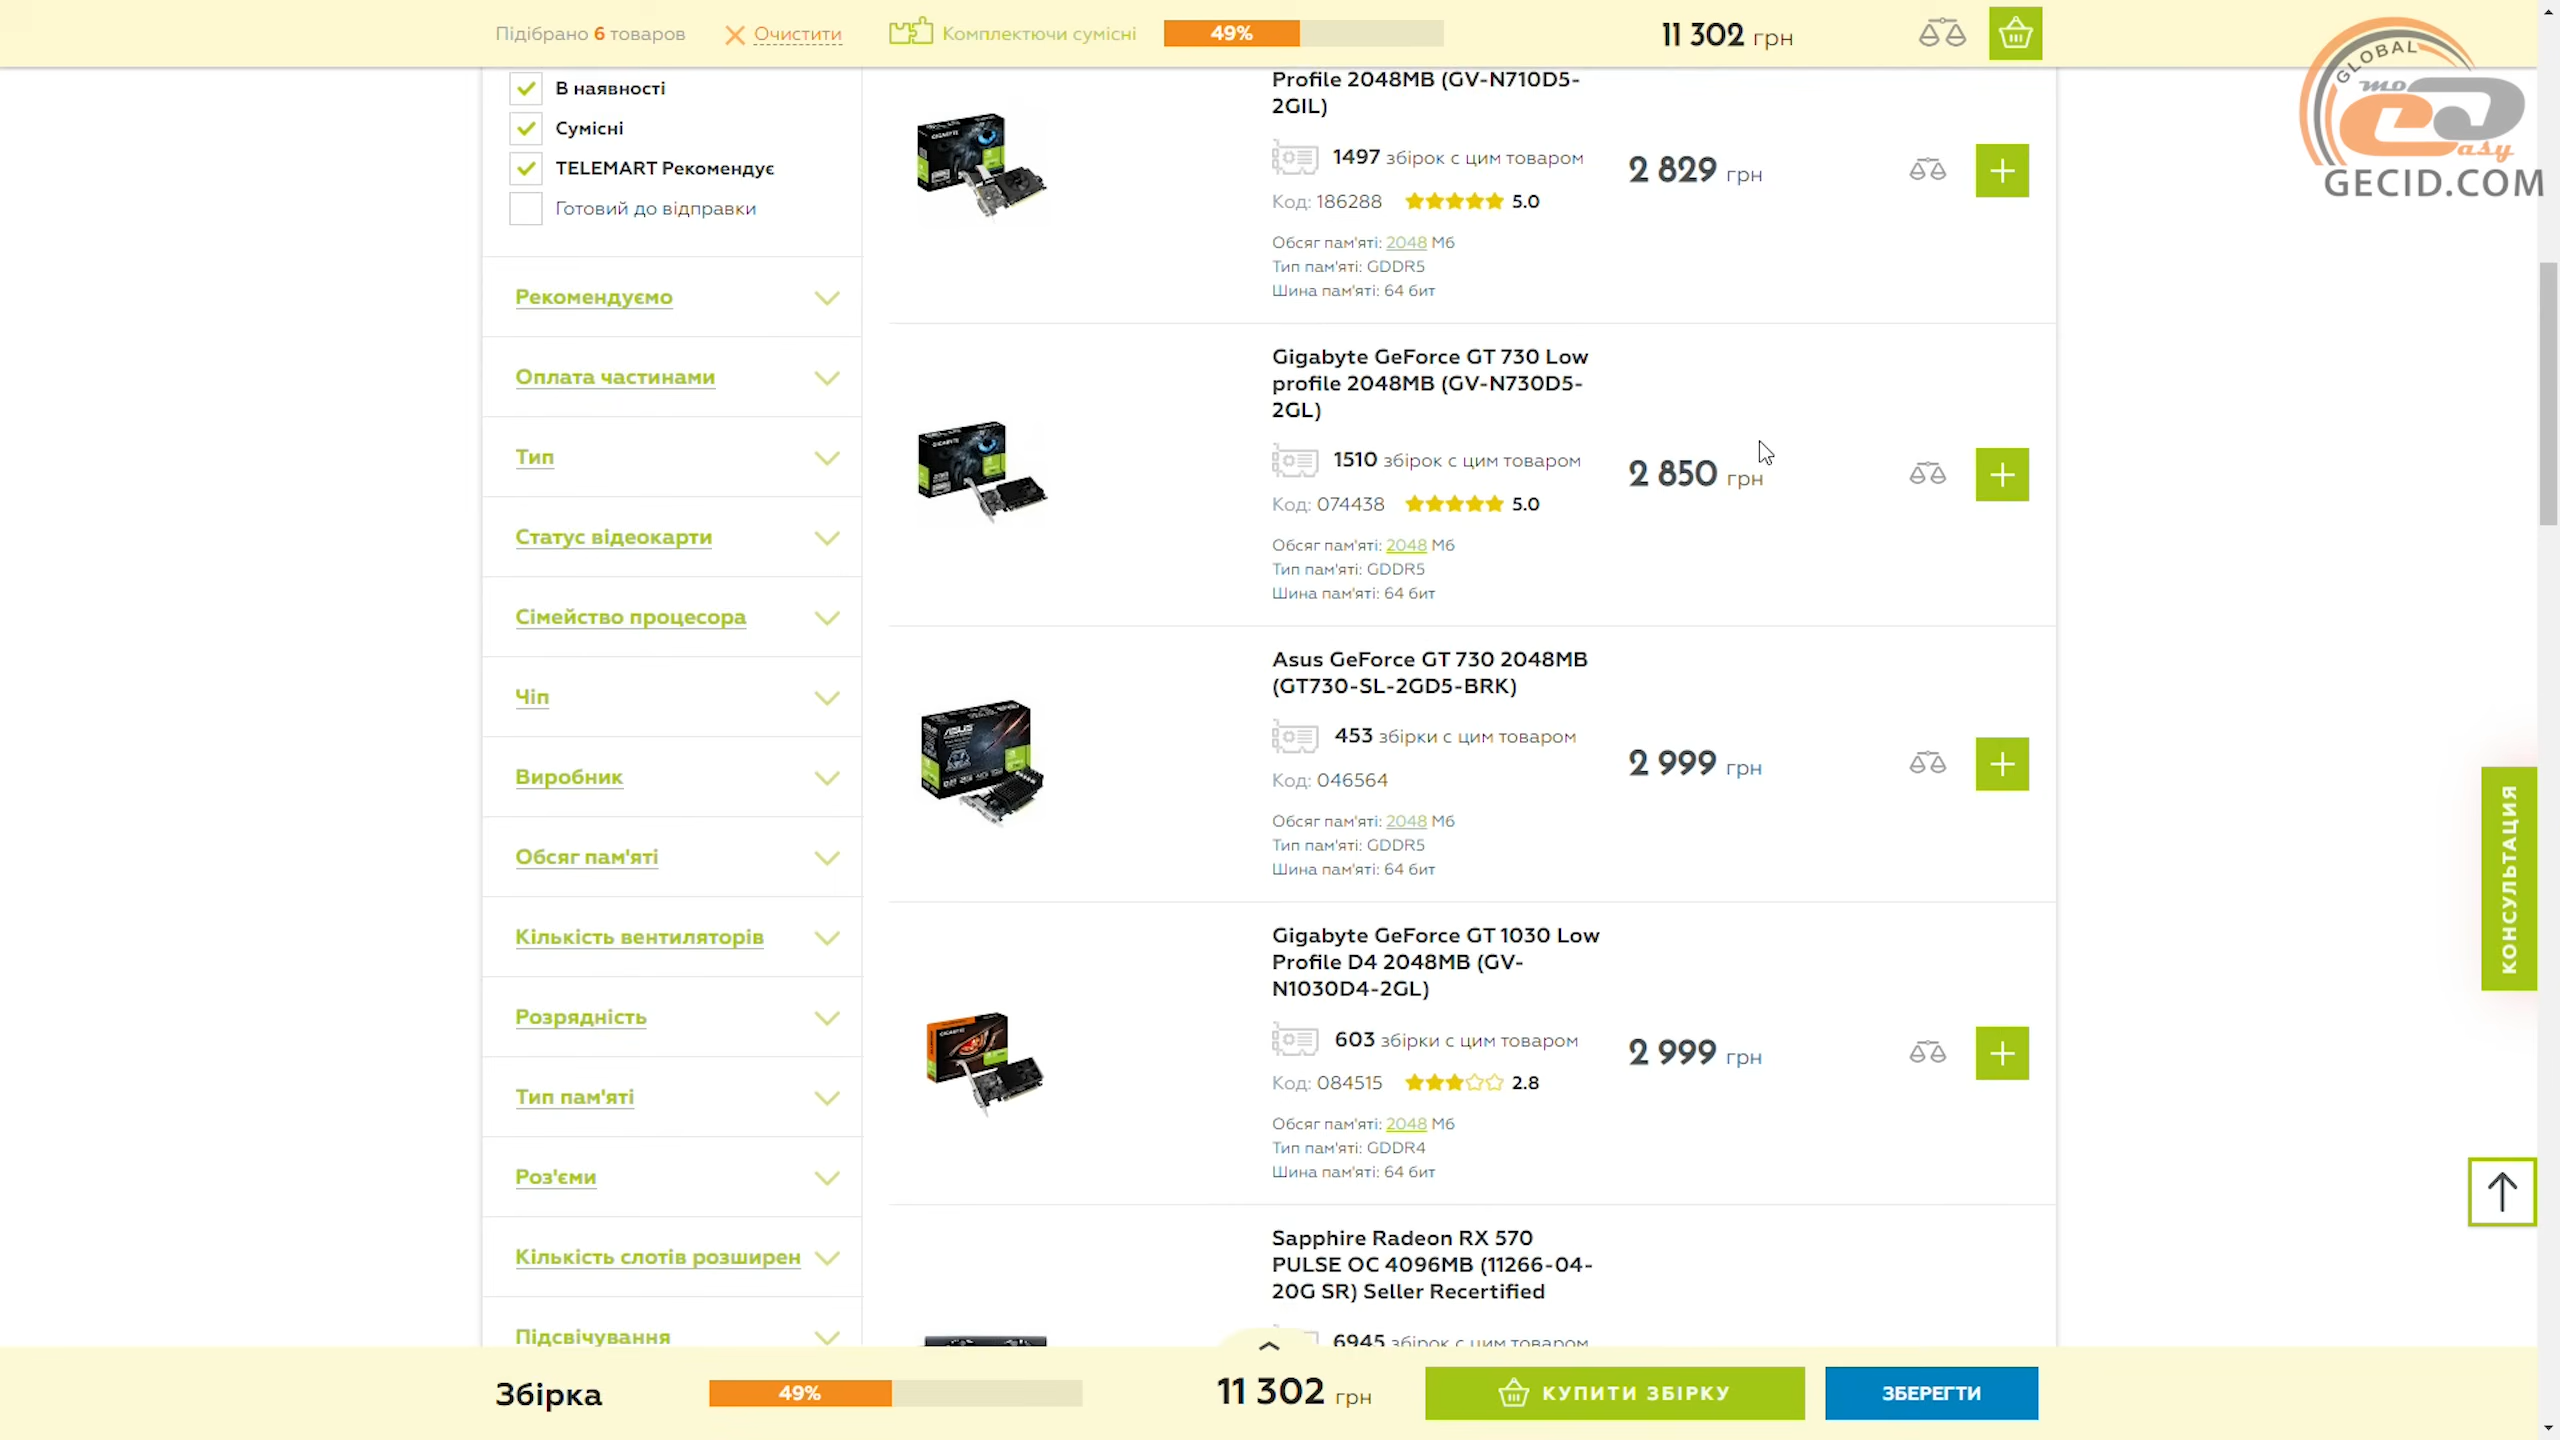 Підібрано 6 товаров
Очистити
Комплектючи сумісні
49%
11 302 грн
GLOBAL
mo
easy
GECID.COM
В наявності
Сумісні
TELEMART Рекомендує
Готовий до відправки
Рекомендуємо
Оплата частинами
Тип
Статус відеокарти
Сімейство процесора
Чіп
Виробник
Обсяг пам'яті
Кількість вентиляторів
Розрядність
Тип пам'яті
Роз'єми
Кількість слотів розширен
Підсвічування
Profile 2048MB (GV-N710D5-
2GIL)
1497 збірок с цим товаром
2 829 грн
Код: 186288 5.0
Обсяг пам'яті: 2048 Мб
Тип пам'яті: GDDR5
Шина пам'яті: 64 бит
Gigabyte GeForce GT 730 Low
profile 2048MB (GV-N730D5-
2GL)
1510 збірок с цим товаром
2 850 грн
Код: 074438 5.0
Обсяг пам'яті: 2048 Мб
Тип пам'яті: GDDR5
Шина пам'яті: 64 бит
Asus GeForce GT 730 2048MB
(GT730-SL-2GD5-BRK)
453 збірки с цим товаром
2 999 грн
Код: 046564
Обсяг пам'яті: 2048 Мб
Тип пам'яті: GDDR5
Шина пам'яті: 64 бит
Gigabyte GeForce GT 1030 Low
Profile D4 2048MB (GV-
N1030D4-2GL)
603 збірки с цим товаром
2 999 грн
Код: 084515 2.8
Обсяг пам'яті: 2048 Мб
Тип пам'яті: GDDR4
Шина пам'яті: 64 бит
Sapphire Radeon RX 570
PULSE OC 4096MB (11266-04-
20G SR) Seller Recertified
6945 збірок с цим товаром
КОНСУЛЬТАЦИЯ
Збірка
49%
11 302 грн
КУПИТИ ЗБІРКУ
ЗБЕРЕГТИ